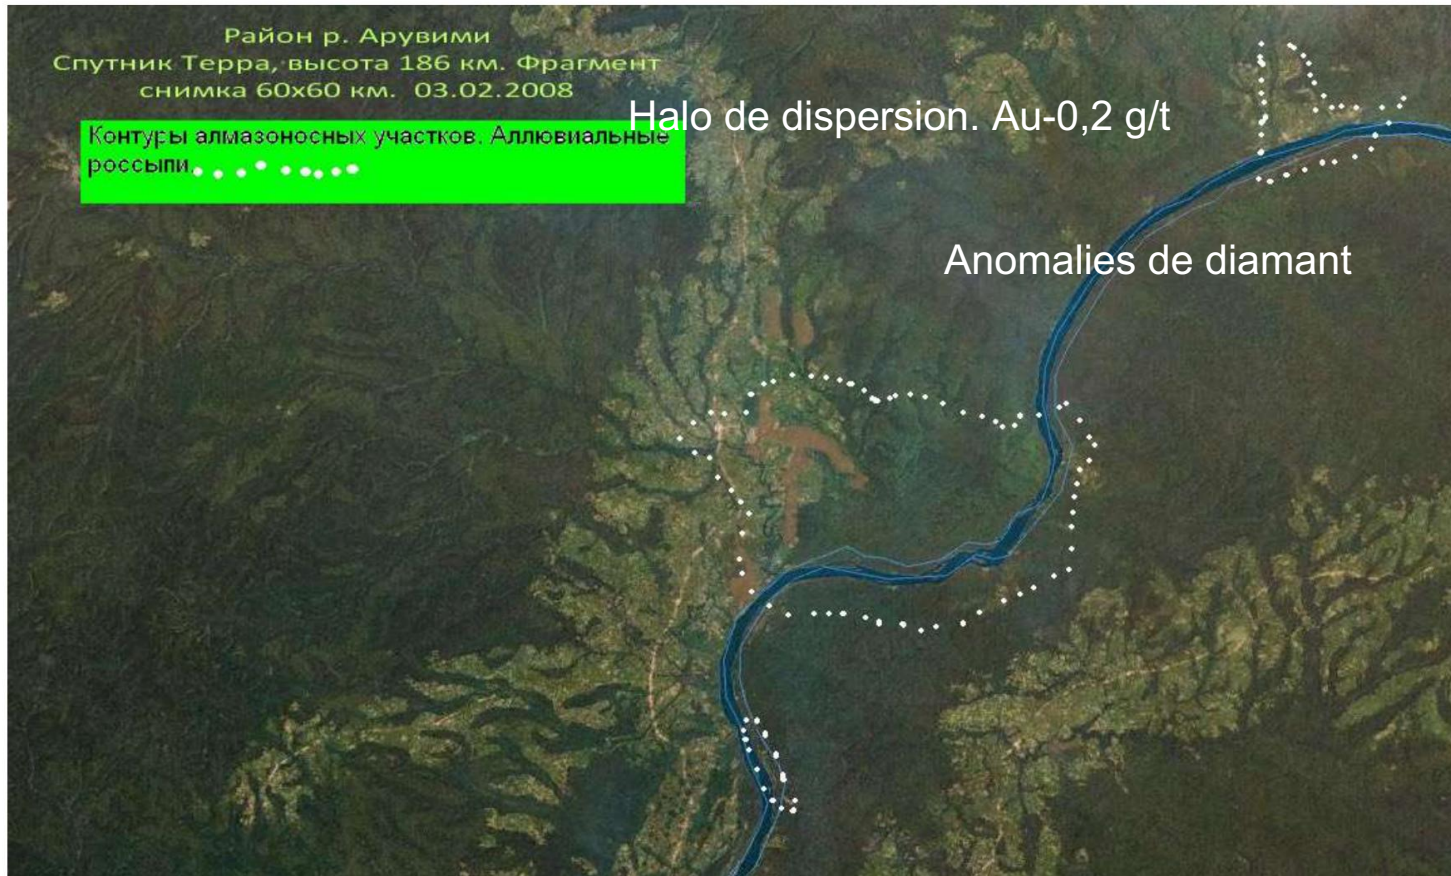 Район р. Арувими
Спутник Терра, высота 186 км. Фрагмент
снимка 60х60 км. 03.02.2008
Halo de dispersion. Au-0,2 g/t
Контуры алмазоносных участков. Аллювиальные
россыпи.
Anomalies de diamant